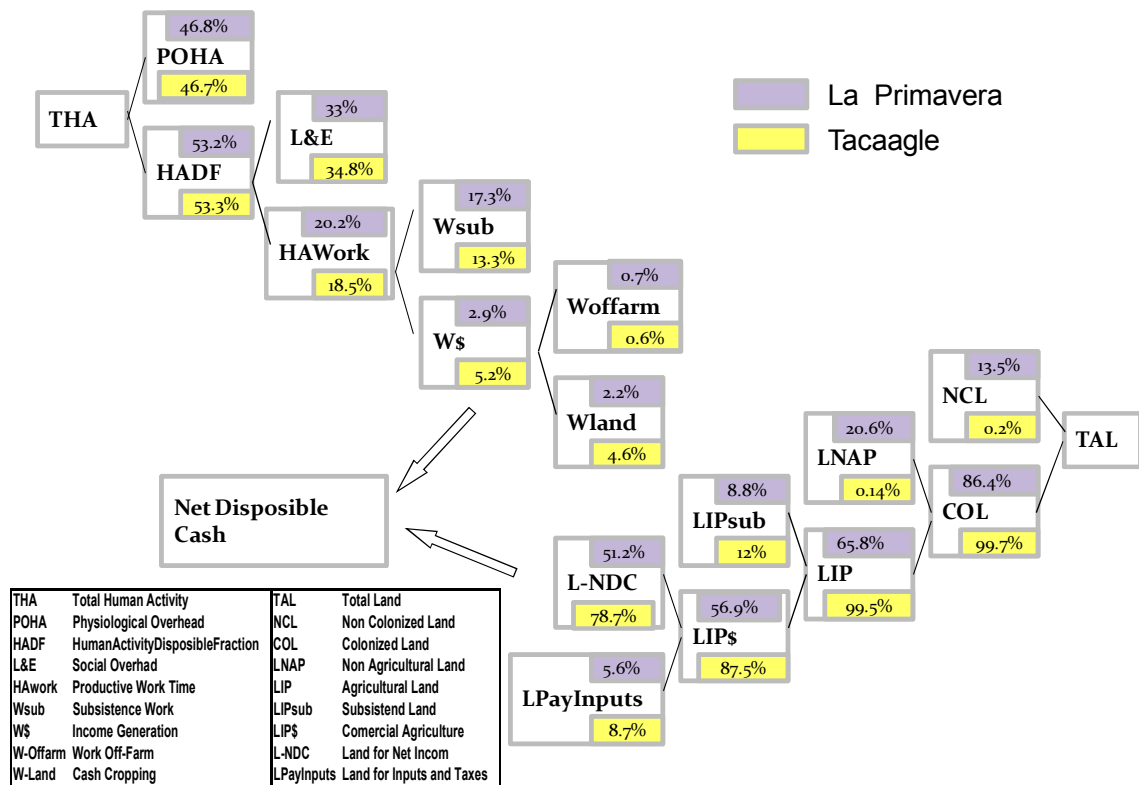 46.8%
POHA
46.7%
THA
53.2%
HADF
53.3%
33%
L&E
34.8%
20.2%
HAWork
18.5%
17.3%
Wsub
13.3%
2.9%
W$
5.2%
0.7%
Woffarm
0.6%
2.2%
Wland
4.6%
La Primavera
Tacaagle
13.5%
NCL
0.2%
TAL
20.6%
LNAP
0.14%
86.4%
COL
99.7%
8.8%
LIPsub
12%
65.8%
LIP
99.5%
51.2%
L-NDC
78.7%
56.9%
LIP$
87.5%
5.6%
LPayInputs
8.7%
Net Disposible
Cash
THA Total Human Activity TAL Total Land
POHA Physiological Overhead NCL Non Colonized Land
HADF HumanActivityDisposibleFraction COL Colonized Land
L&E Social Overhad LNAP Non Agricultural Land
HAwork Productive Work Time LIP Agricultural Land
Wsub Subsistence Work LIPsub Subsistend Land
W$ Income Generation LIP$ Comercial Agriculture
W-Offarm Work Off-Farm L-NDC Land for Net Incom
W-Land Cash Cropping LPayInputs Land for Inputs and Taxes